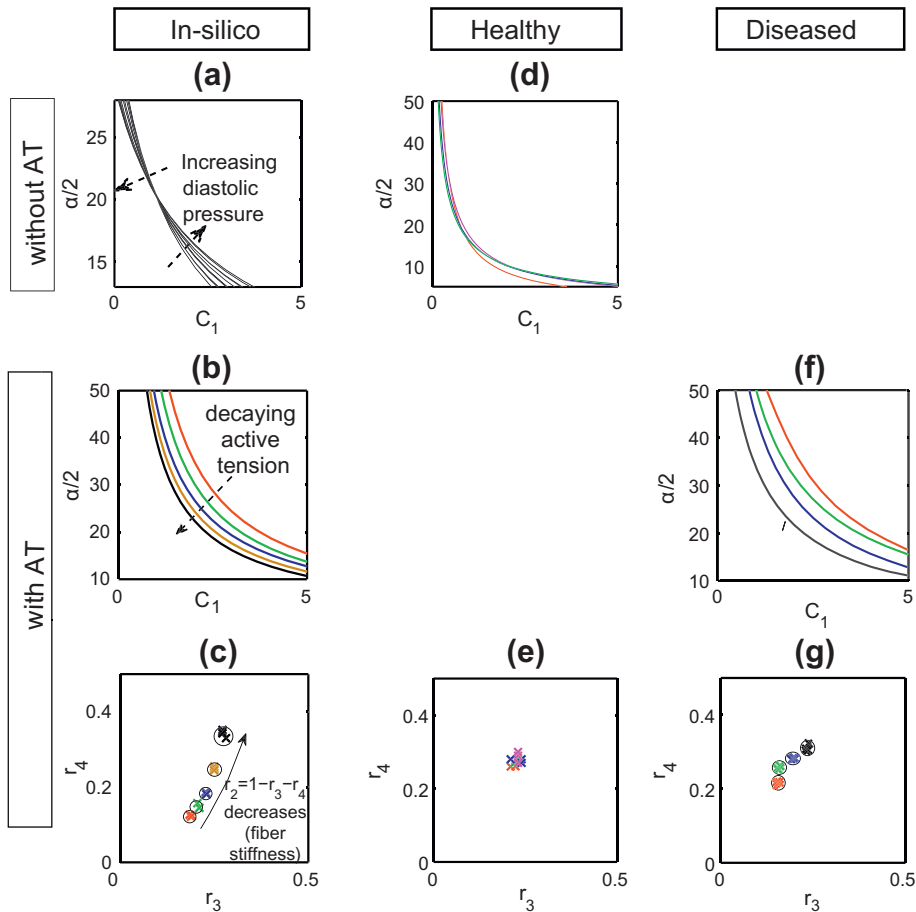 In-silico
Healthy
Diseased
without AT
with AT
(a)
25
20
15
α/2
0
5
C1
Increasing
diastolic
pressure
(d)
50
40
30
20
10
α/2
0
5
C1
(b)
50
40
30
20
10
α/2
0
5
C1
decaying
active
tension
(f)
50
40
30
20
10
α/2
0
5
C1
(c)
0.4
0.2
0
r4
0
0.5
r3
r2=1−r3−r4
decreases
(fiber
stiffness)
(e)
0.4
0.2
0
r4
0
0.5
r3
(g)
0.4
0.2
0
r4
0
0.5
r3